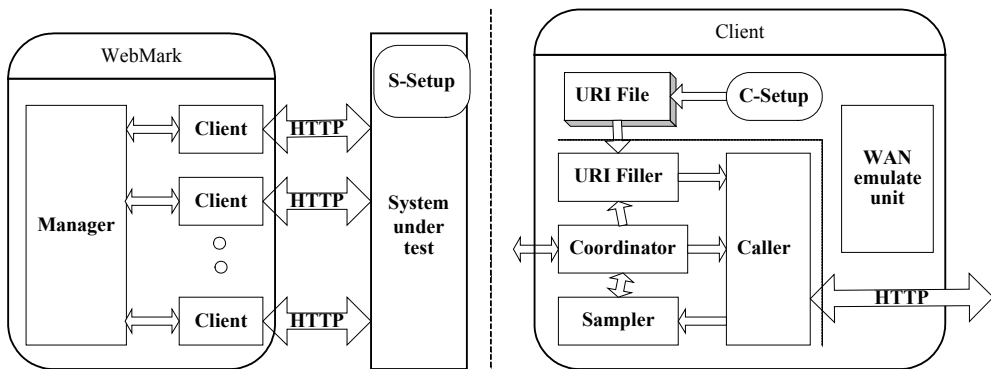 WebMark
S-Setup
Manager
Client
HTTP
Client
HTTP
Client
HTTP
System
under
test
Client
URI File
C-Setup
URI Filler
WAN
emulate
unit
Coordinator
Caller
Sampler
HTTP